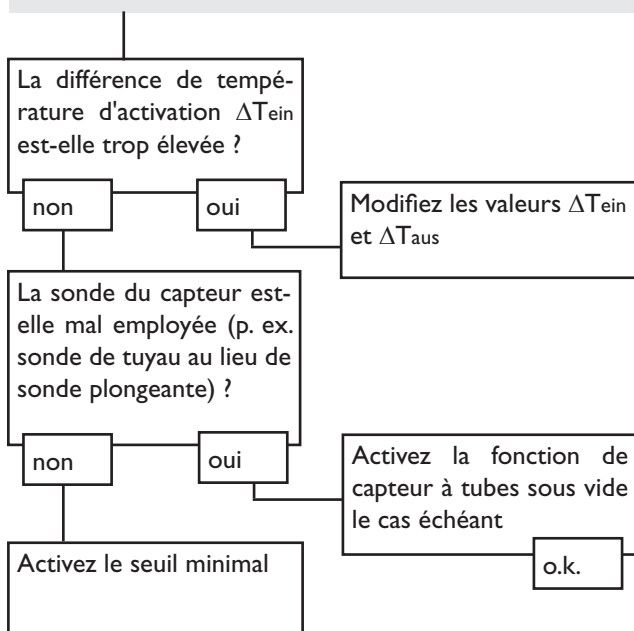 La différence de tempé-
rature d'activation ΔTein
est-elle trop élevée ?
non
oui
Modifiez les valeurs ΔTein
et ΔTaus
La sonde du capteur est-
elle mal employée (p. ex.
sonde de tuyau au lieu de
sonde plongeante) ?
non
oui
Activez la fonction de
capteur à tubes sous vide
le cas échéant
o.k.
Activez le seuil minimal